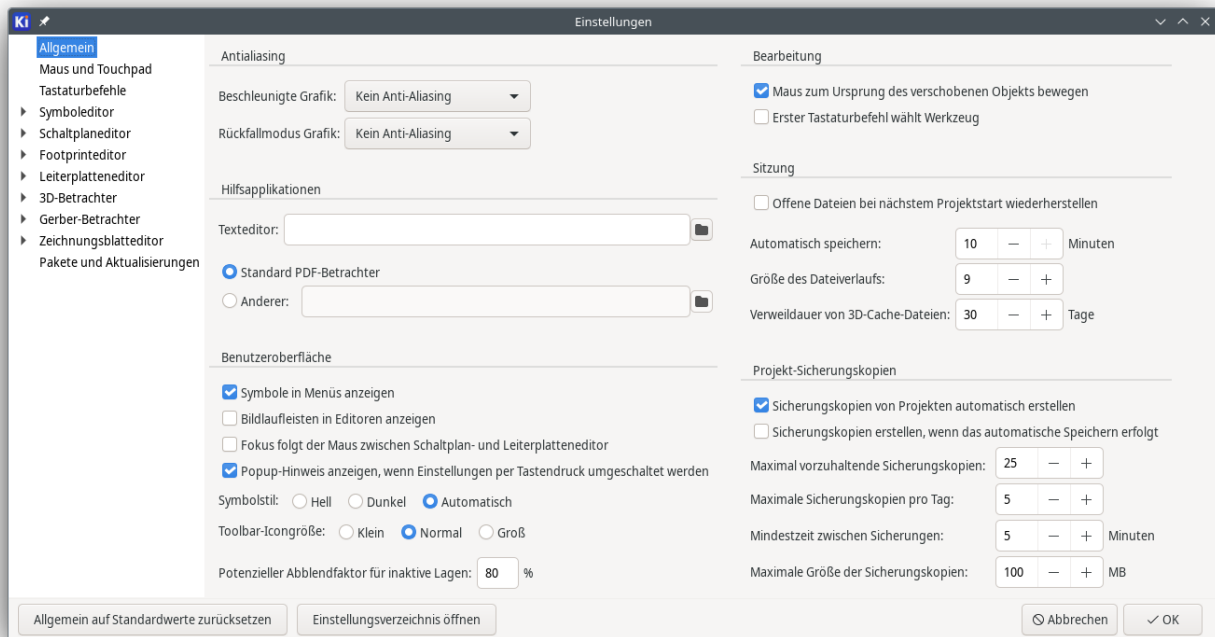 Ki
Einstellungen
Allgemein
Maus und Touchpad
Tastaturbefehle
Symboleditor
Schaltplaneditor
Footprinteditor
Leiterplatteneditor
3D-Betrachter
Gerber-Betrachter
Zeichnungsblatteditor
Pakete und Aktualisierungen
Antialiasing
Beschleunigte Grafik: Kein Anti-Aliasing
Rückfallmodus Grafik: Kein Anti-Aliasing
Hilfsapplikationen
Texteditor:
Standard PDF-Betrachter
Anderer:
Benutzeroberfläche
Symbole in Menüs anzeigen
Bildlaufleisten in Editoren anzeigen
Fokus folgt der Maus zwischen Schaltplan- und Leiterplatteneditor
Popup-Hinweis anzeigen, wenn Einstellungen per Tastendruck umgeschaltet werden
Symbolstil: Hell Dunkel Automatisch
Toolbar-Icongröße: Klein Normal Groß
Potenzieller Abblendfaktor für inaktive Lagen: 80 %
Bearbeitung
Maus zum Ursprung des verschobenen Objekts bewegen
Erster Tastaturbefehl wählt Werkzeug
Sitzung
Offene Dateien bei nächstem Projektstart wiederherstellen
Automatisch speichern: 10 − + Minuten
Größe des Dateiverlaufs: 9 − +
Verweildauer von 3D-Cache-Dateien: 30 − + Tage
Projekt-Sicherungskopien
Sicherungskopien von Projekten automatisch erstellen
Sicherungskopien erstellen, wenn das automatische Speichern erfolgt
Maximal vorzuhaltende Sicherungskopien: 25 − +
Maximale Sicherungskopien pro Tag: 5 − +
Mindestzeit zwischen Sicherungen: 5 − + Minuten
Maximale Größe der Sicherungskopien: 100 − + MB
Allgemein auf Standardwerte zurücksetzen
Einstellungsverzeichnis öffnen
Abbrechen
OK